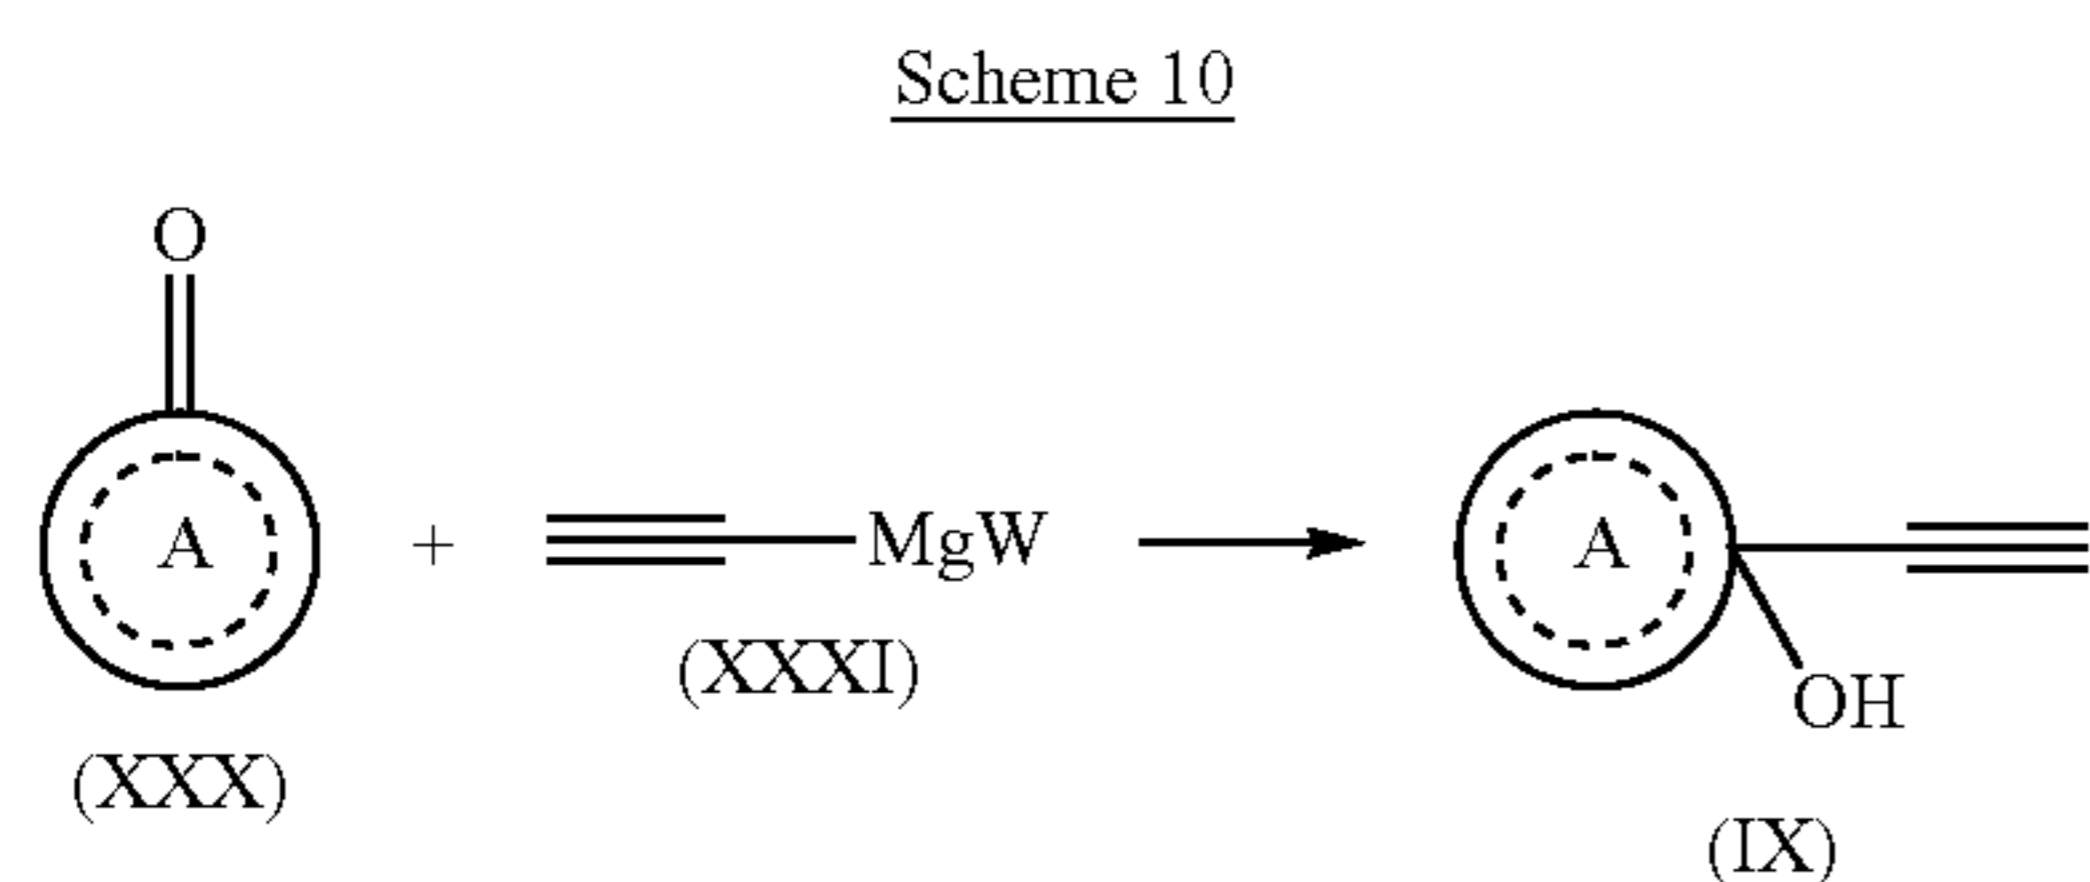 Scheme 10
O
A
+
MgW
A
OH
(XXX)
(XXXI)
(IX)